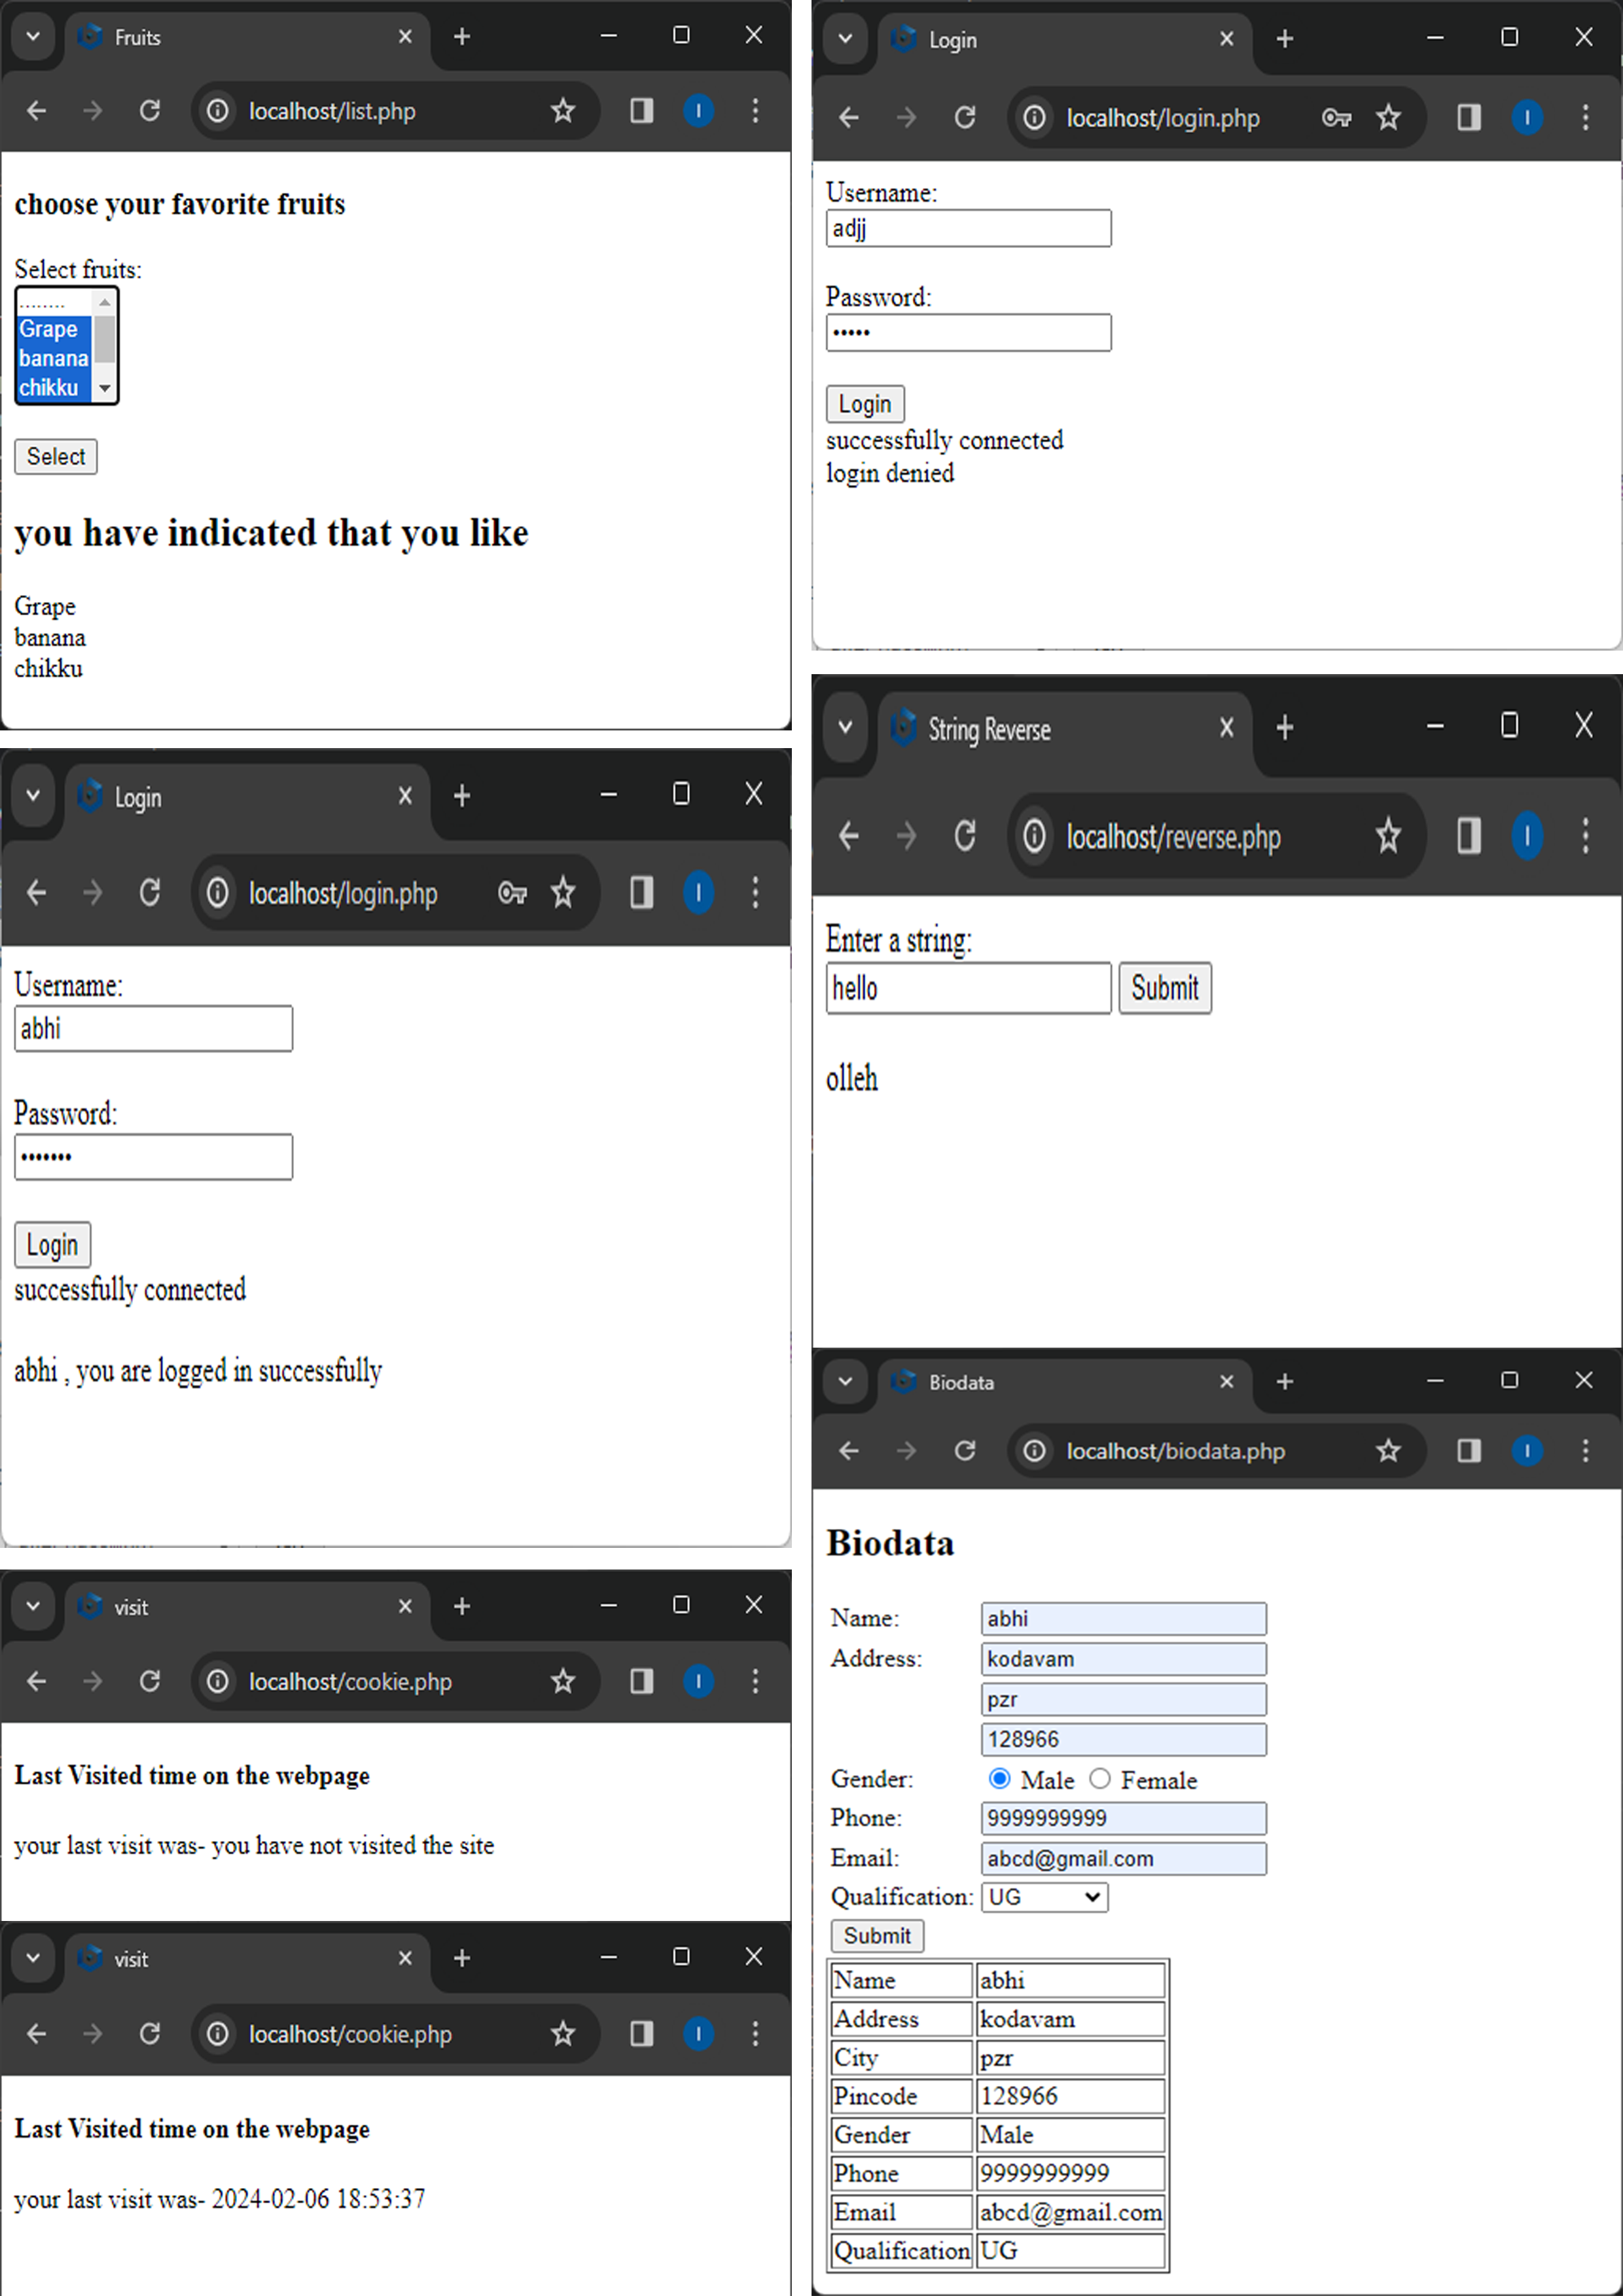 Fruits
localhost/list.php
choose your favorite fruits
Select fruits:
........
Grape
banana
chikku
Select
you have indicated that you like
Grape
banana
chikku
Login
localhost/login.php
Username:
abhi
Password:
•••••••
Login
successfully connected
abhi , you are logged in successfully
visit
localhost/cookie.php
Last Visited time on the webpage
your last visit was- you have not visited the site
visit
localhost/cookie.php
Last Visited time on the webpage
your last visit was- 2024-02-06 18:53:37
Login
localhost/login.php
Username:
adjj
Password:
•••••
Login
successfully connected
login denied
String Reverse
localhost/reverse.php
Enter a string:
hello Submit
olleh
Biodata
localhost/biodata.php
Biodata
Name: abhi
Address: kodavam
pzr
128966
Gender: Male Female
Phone: 9999999999
Email: abcd@gmail.com
Qualification: UG
Submit
Name abhi
Address kodavam
City pzr
Pincode 128966
Gender Male
Phone 9999999999
Email abcd@gmail.com
Qualification UG